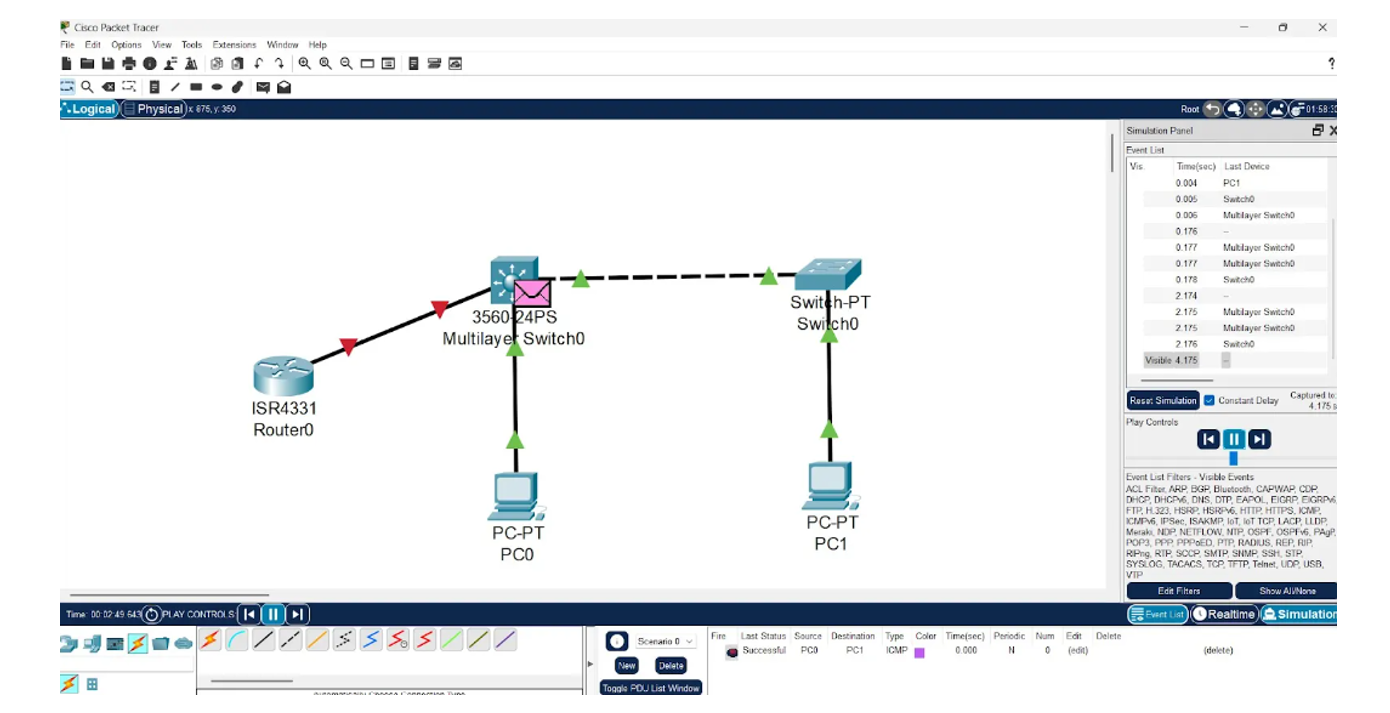 Cisco Packet Tracer
File Edit Options View Tools Extensions Window Help
?
Logical Physical x: 875, y: 350 Root 01:58:30
Simulation Panel
Event List
Vis. Time(sec) Last Device
0.004 PC1
0.005 Switch0
0.006 Multilayer Switch0
0.176 --
0.177 Multilayer Switch0
0.177 Multilayer Switch0
0.178 Switch0
2.174 --
2.175 Multilayer Switch0
2.175 Multilayer Switch0
2.176 Switch0
Visible 4.175 --
Reset Simulation Constant Delay Captured to:
4.175 s
Play Controls
Event List Filters - Visible Events
ACL Filter, ARP, BGP, Bluetooth, CAPWAP, CDP,
DHCP, DHCPv6, DNS, DTP, EAPOL, EIGRP, EIGRPv6,
FTP, H.323, HSRP, HSRPv6, HTTP, HTTPS, ICMP,
ICMPv6, IPSec, ISAKMP, IoT, IoT TCP, LACP, LLDP,
Meraki, NDP, NETFLOW, NTP, OSPF, OSPFv6, PAgP,
POP3, PPP, PPPoED, PTP, RADIUS, REP, RIP,
RIPng, RTP, SCCP, SMTP, SNMP, SSH, STP,
SYSLOG, TACACS, TCP, TFTP, Telnet, UDP, USB,
VTP
Edit Filters Show All/None
Event List Realtime Simulation
3560-24PS
Multilayer Switch0
Switch-PT
Switch0
ISR4331
Router0
PC-PT
PC0
PC-PT
PC1
Time: 00:02:49.643 PLAY CONTROLS:
Scenario 0
New Delete
Toggle PDU List Window
Fire Last Status Source Destination Type Color Time(sec) Periodic Num Edit Delete
Successful PC0 PC1 ICMP 0.000 N 0 (edit) (delete)
Automatically Choose Connection Type